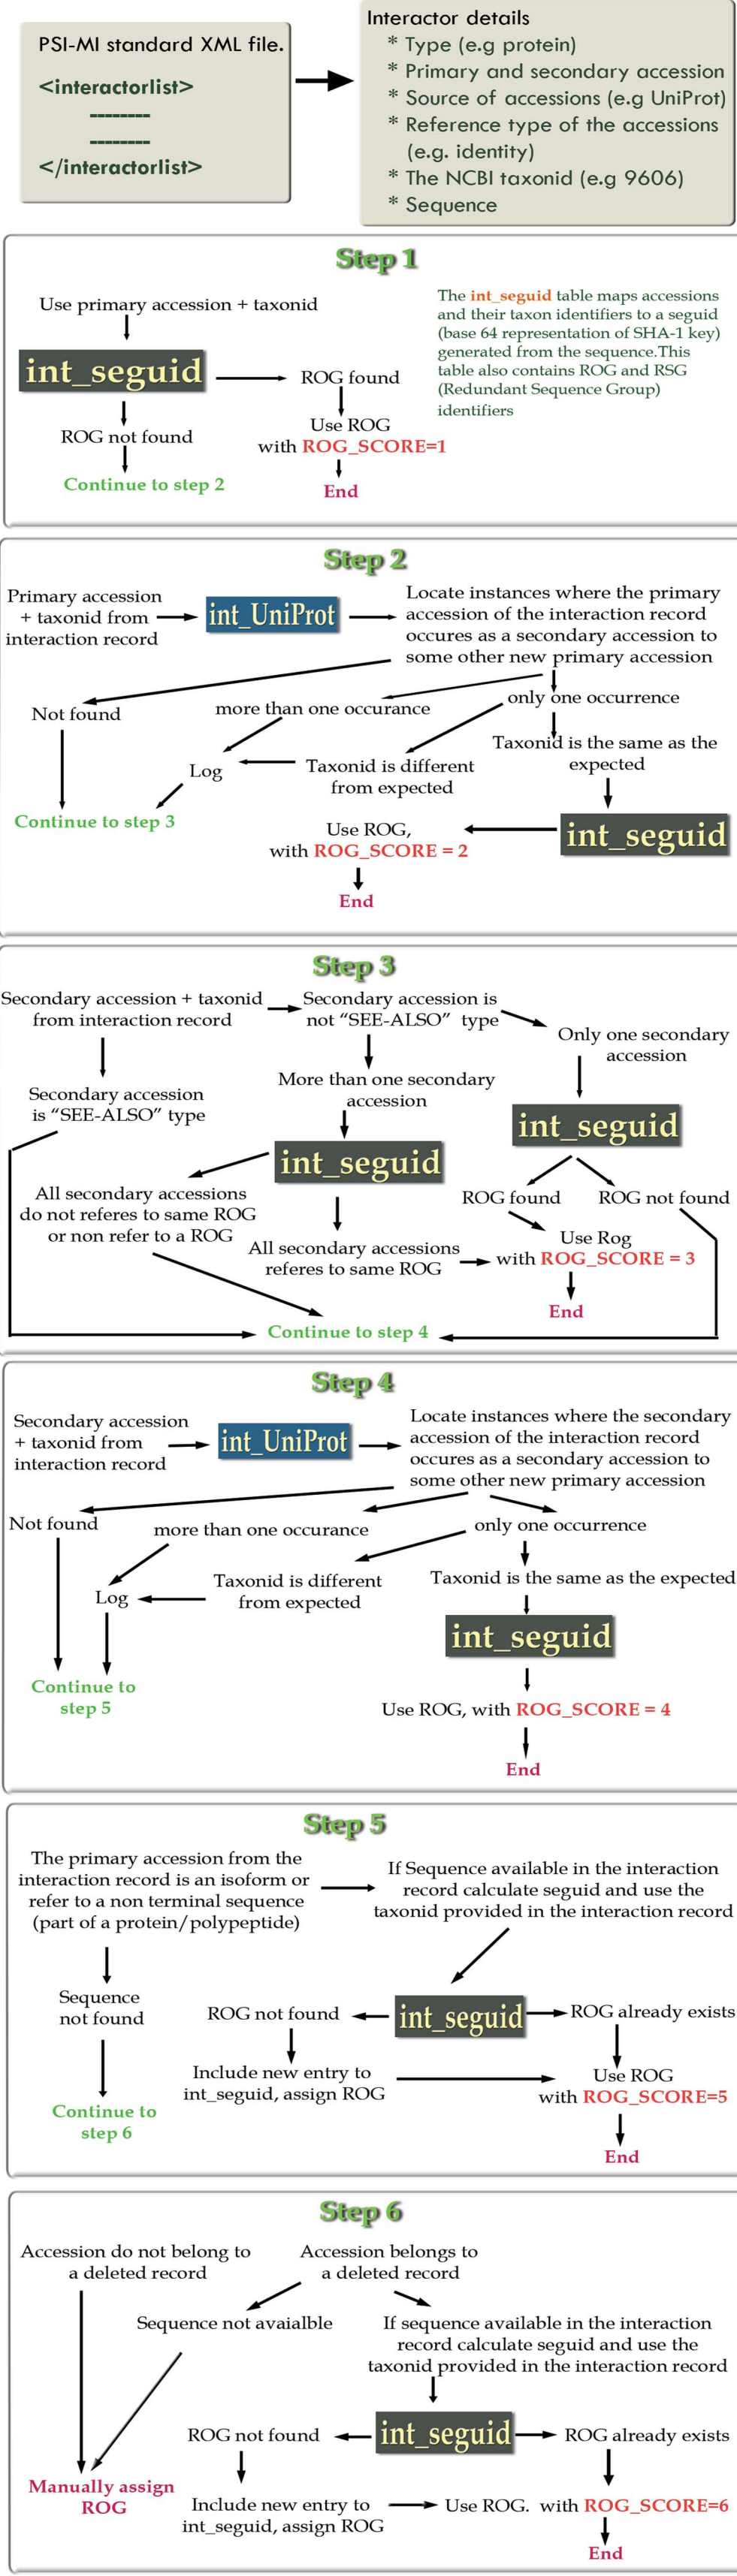 PSI-MI standard XML file.
<interactorlist>
--------
--------
</interactorlist>
Interactor details
* Type (e.g protein)
* Primary and secondary accession
* Source of accessions (e.g UniProt)
* Reference type of the accessions
(e.g. identity)
* The NCBI taxonid (e.g 9606)
* Sequence
Step 1
Use primary accession + taxonid
int_seguid
ROG found
ROG not found
Use ROG
with ROG_SCORE=1
Continue to step 2
End
The int_seguid table maps accessions
and their taxon identifiers to a seguid
(base 64 representation of SHA-1 key)
generated from the sequence.This
table also contains ROG and RSG
(Redundant Sequence Group)
identifiers
Step 2
Primary accession
+ taxonid from
interaction record
int_UniProt
Locate instances where the primary
accession of the interaction record
occures as a secondary accession to
some other new primary accession
Not found
more than one occurance
only one occurrence
Log
Taxonid is different
from expected
Taxonid is the same as the
expected
Continue to step 3
Use ROG,
with ROG_SCORE = 2
int_seguid
End
Step 3
Secondary accession + taxonid
from interaction record
Secondary accession is
not “SEE-ALSO” type
Only one secondary
accession
Secondary accession
is “SEE-ALSO” type
More than one secondary
accession
int_seguid
int_seguid
All secondary accessions
do not referes to same ROG
or non refer to a ROG
ROG found
ROG not found
All secondary accessions
referes to same ROG
Use Rog
with ROG_SCORE = 3
End
Continue to step 4
Step 4
Secondary accession
+ taxonid from
interaction record
int_UniProt
Locate instances where the secondary
accession of the interaction record
occures as a secondary accession to
some other new primary accession
Not found
more than one occurance
only one occurrence
Log
Taxonid is different
from expected
Taxonid is the same as the expected
int_seguid
Continue to
step 5
Use ROG, with ROG_SCORE = 4
End
Step 5
The primary accession from the
interaction record is an isoform or
refer to a non terminal sequence
(part of a protein/polypeptide)
If Sequence available in the interaction
record calculate seguid and use the
taxonid provided in the interaction record
Sequence
not found
ROG not found
int_seguid
ROG already exists
Include new entry to
int_seguid, assign ROG
Use ROG
with ROG_SCORE=5
Continue to
step 6
End
Step 6
Accession do not belong to
a deleted record
Accession belongs to
a deleted record
Sequence not avaialble
If sequence available in the interaction
record calculate seguid and use the
taxonid provided in the interaction record
ROG not found
int_seguid
ROG already exists
Manually assign
ROG
Include new entry to
int_seguid, assign ROG
Use ROG. with ROG_SCORE=6
End